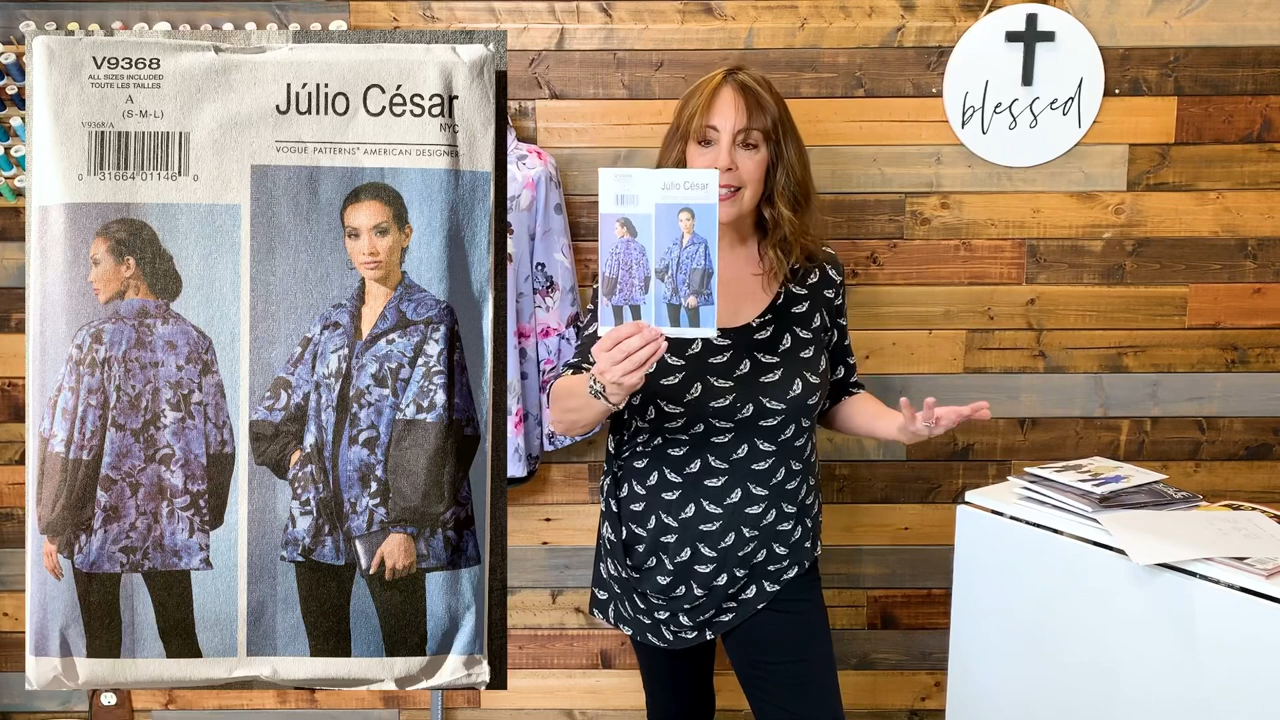 V9368
ALL SIZES INCLUDED
TOUTE LES TAILLES
A
(S-M-L)
V9368/A
0 31664 01146 0
Júlio César
NYC
VOGUE PATTERNS® AMERICAN DESIGNER
Júlio César
blessed